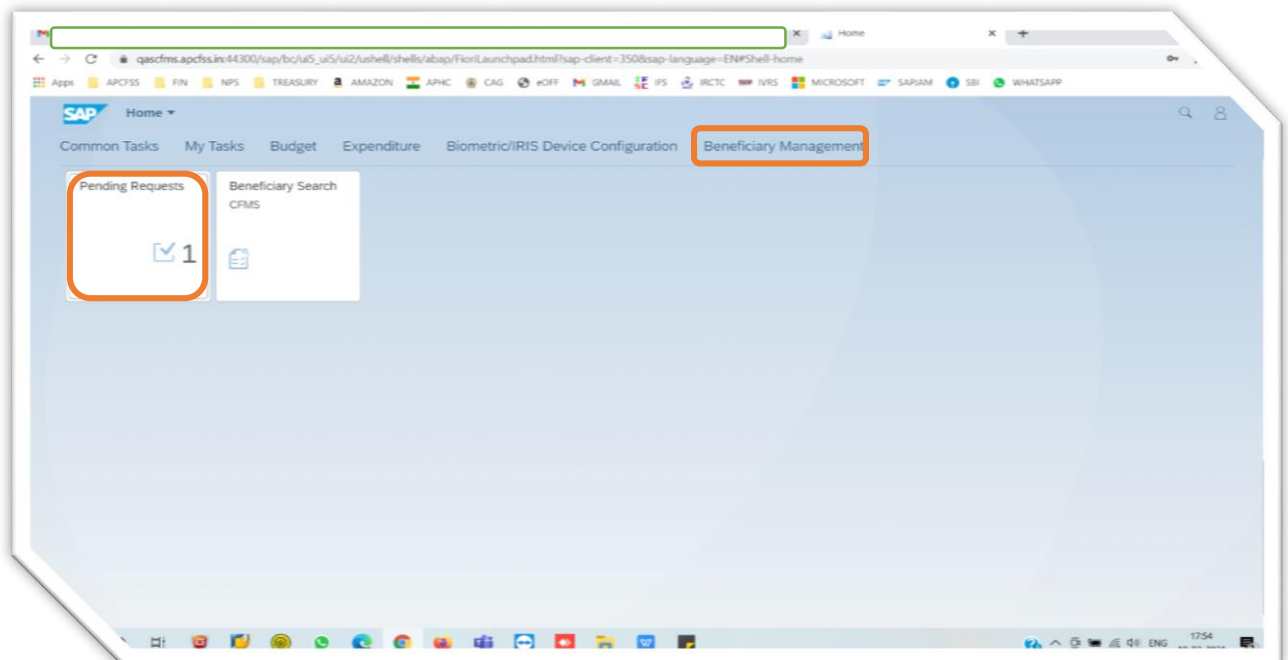 Home
qascfms.apcfss.in:44300/sap/bc/ui5_ui5/ui2/ushell/shells/abap/FioriLaunchpad.html?sap-client=350&sap-language=EN#Shell-home
Apps APCFSS FIN NPS TREASURY AMAZON APHC CAG eOFF GMAIL IFS IRCTC IVRS MICROSOFT SAPJAM SBI WHATSAPP
SAP Home
Common Tasks My Tasks Budget Expenditure Biometric/IRIS Device Configuration Beneficiary Management
Pending Requests Beneficiary Search
CFMS
1
ENG 17:54